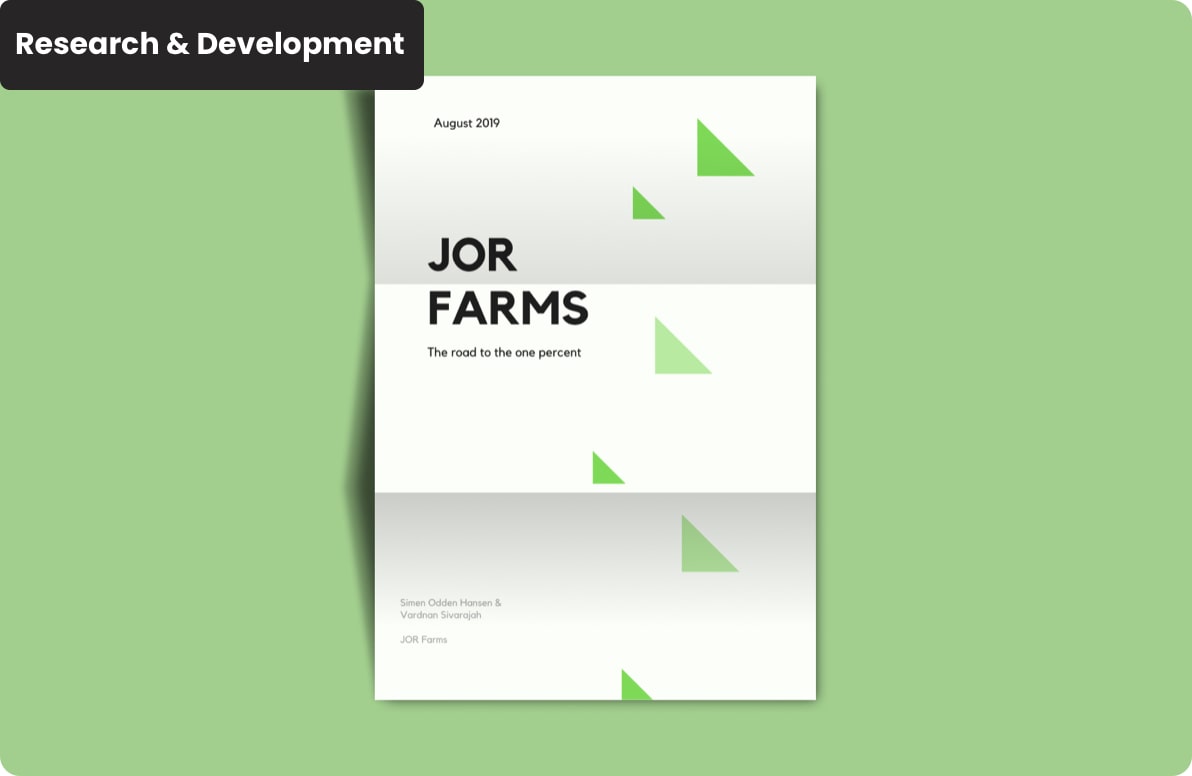 Research & Development
August 2019
JOR
FARMS
The road to the one percent
Simen Odden Hansen &
Vardnan Sivarajah
JOR Farms